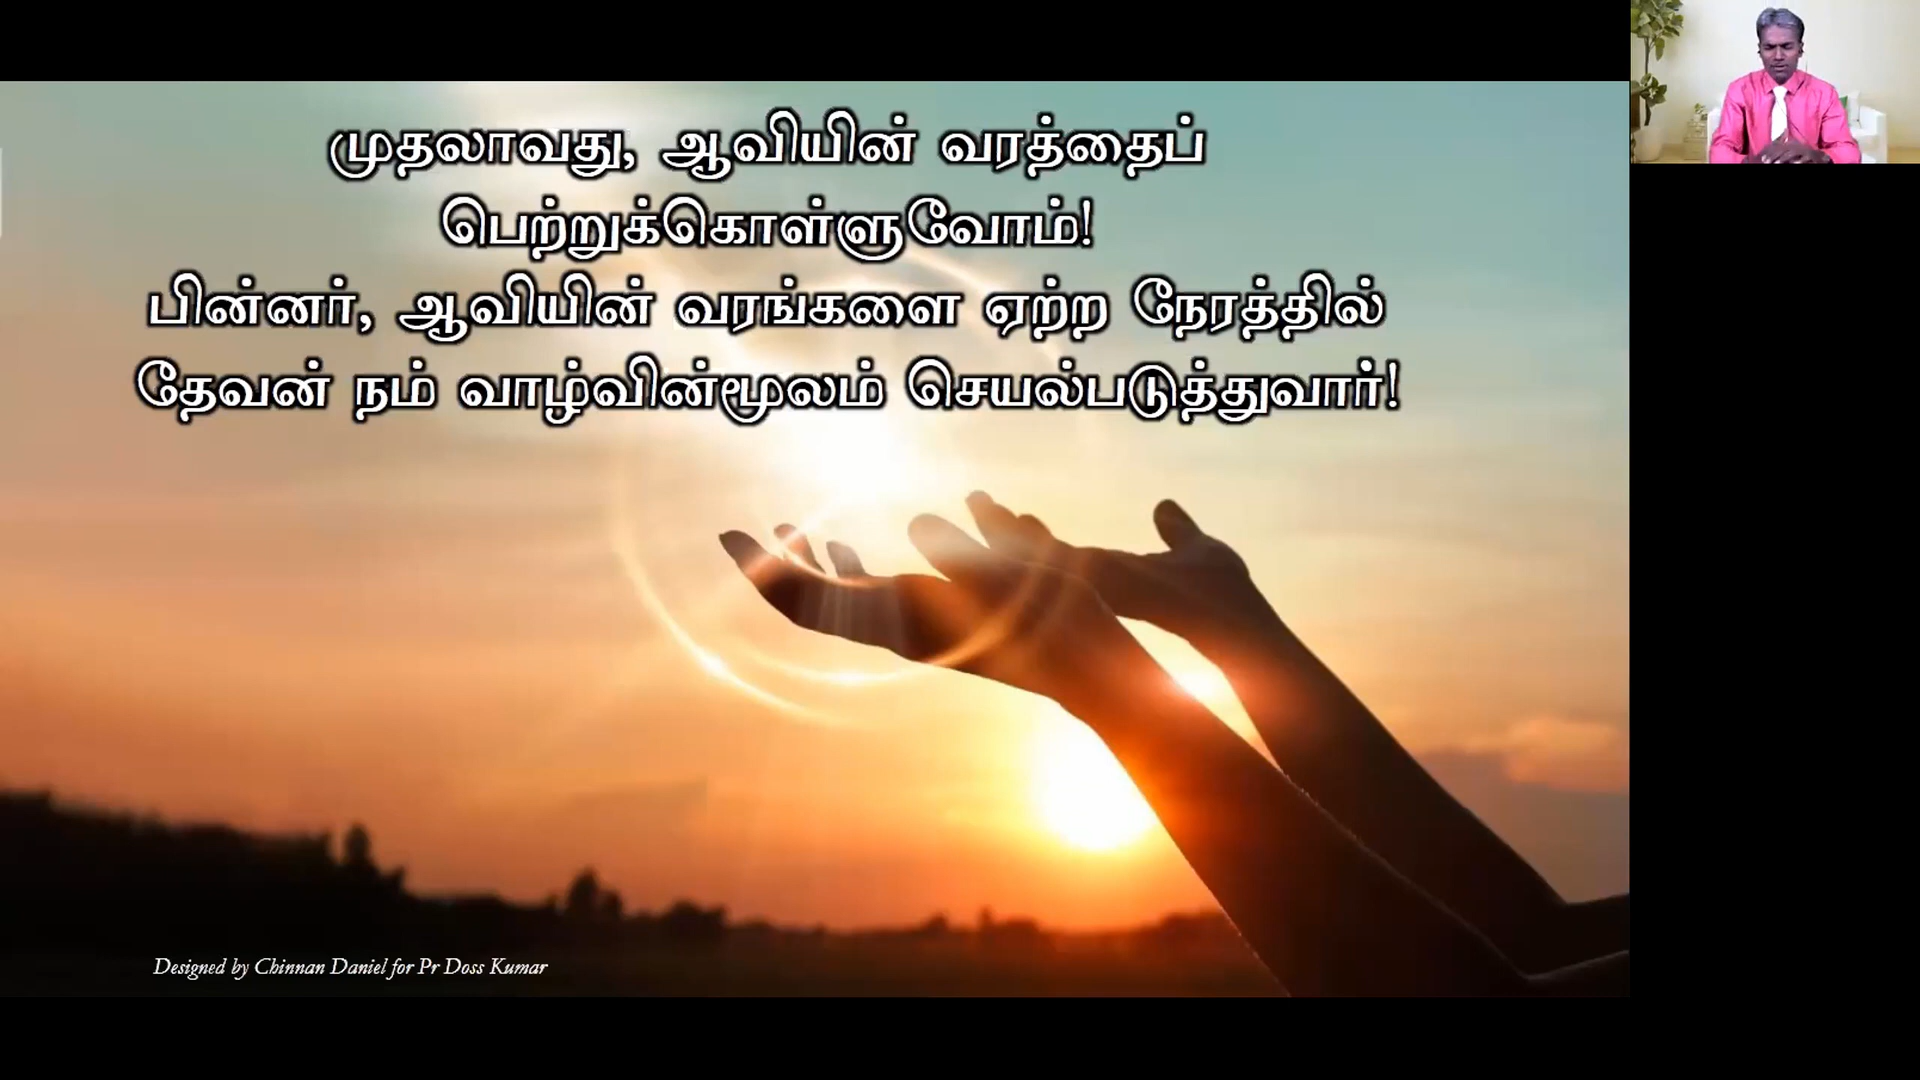 முதலாவது, ஆவியின் வரத்தைப்
பெற்றுக்கொள்ளுவோம்!
பின்னர், ஆவியின் வரங்களை ஏற்ற நேரத்தில்
தேவன் நம் வாழ்வின்மூலம் செயல்படுத்துவார்!
Designed by Chinnan Daniel for Pr Doss Kumar